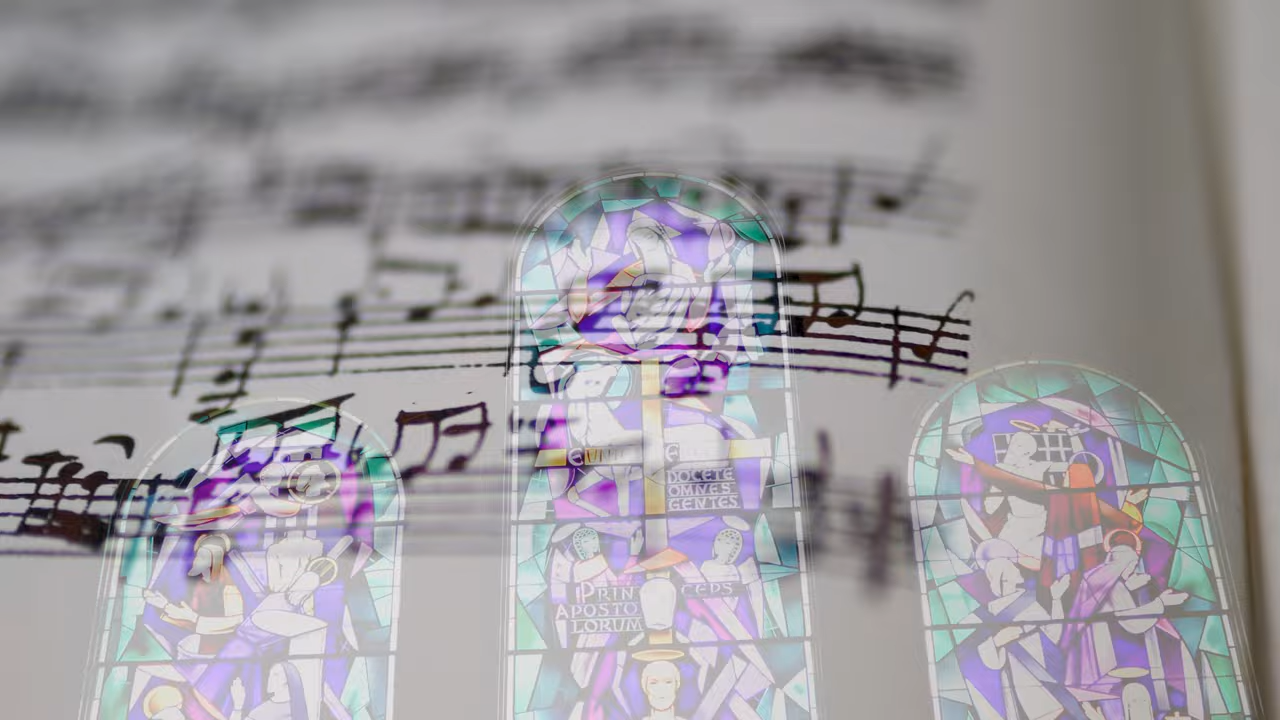 DOCETE
OMNES
GENTES
PRIN CEPS
APOSTO
LORUM